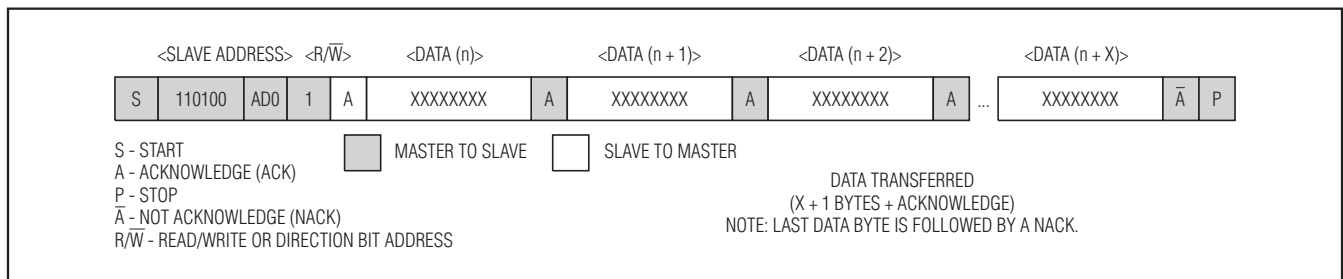 <SLAVE ADDRESS> <R/W̅> <DATA (n)> <DATA (n + 1)> <DATA (n + 2)> <DATA (n + X)>
S 110100 AD0 1 A XXXXXXXX A XXXXXXXX A XXXXXXXX A ... XXXXXXXX A̅ P
S - START
A - ACKNOWLEDGE (ACK)
P - STOP
A̅ - NOT ACKNOWLEDGE (NACK)
R/W̅ - READ/WRITE OR DIRECTION BIT ADDRESS
MASTER TO SLAVE SLAVE TO MASTER
DATA TRANSFERRED
(X + 1 BYTES + ACKNOWLEDGE)
NOTE: LAST DATA BYTE IS FOLLOWED BY A NACK.